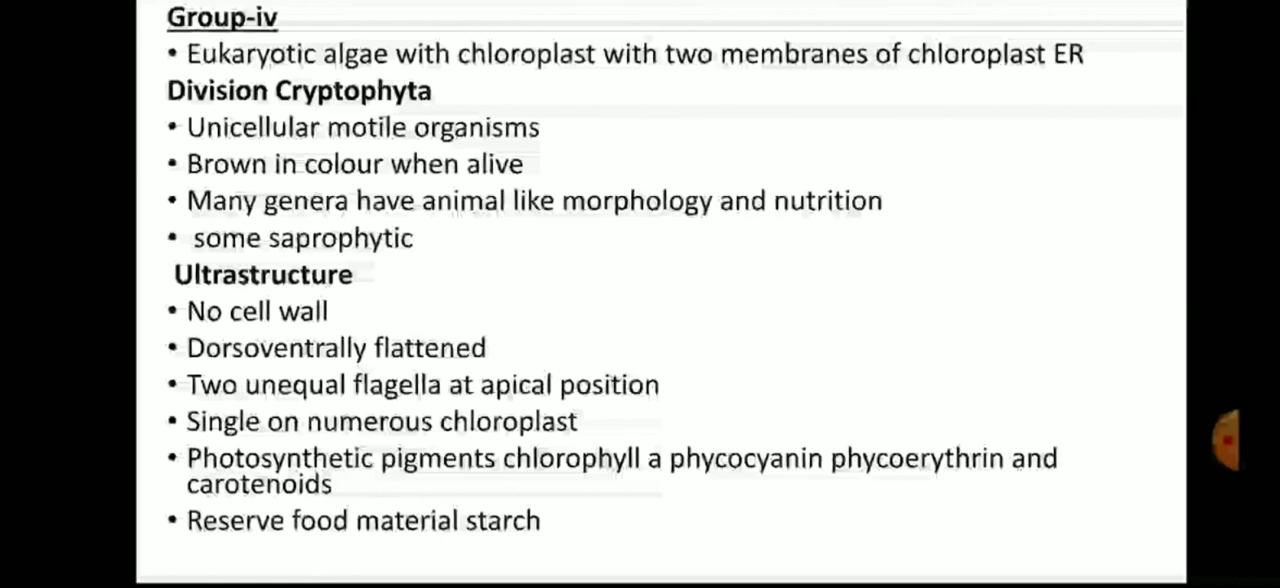 Group-iv
• Eukaryotic algae with chloroplast with two membranes of chloroplast ER
Division Cryptophyta
• Unicellular motile organisms
• Brown in colour when alive
• Many genera have animal like morphology and nutrition
• some saprophytic
Ultrastructure
• No cell wall
• Dorsoventrally flattened
• Two unequal flagella at apical position
• Single on numerous chloroplast
• Photosynthetic pigments chlorophyll a phycocyanin phycoerythrin and
carotenoids
• Reserve food material starch